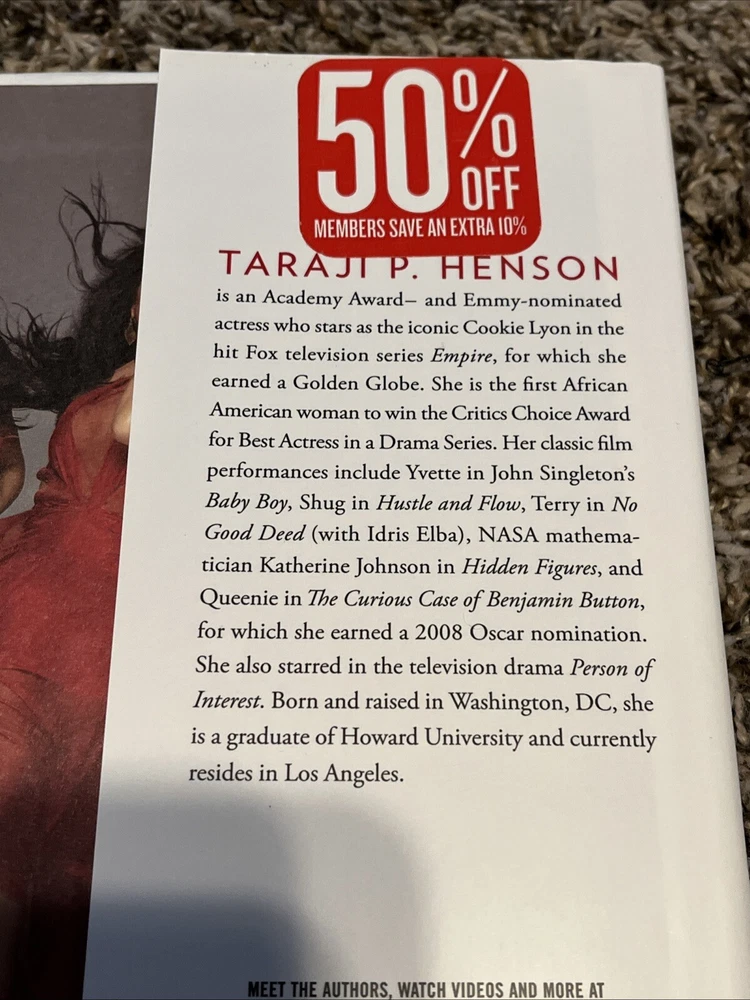 50% OFF
MEMBERS SAVE AN EXTRA 10%
TARAJI P. HENSON
is an Academy Award– and Emmy-nominated
actress who stars as the iconic Cookie Lyon in the
hit Fox television series Empire, for which she
earned a Golden Globe. She is the first African
American woman to win the Critics Choice Award
for Best Actress in a Drama Series. Her classic film
performances include Yvette in John Singleton’s
Baby Boy, Shug in Hustle and Flow, Terry in No
Good Deed (with Idris Elba), NASA mathema-
tician Katherine Johnson in Hidden Figures, and
Queenie in The Curious Case of Benjamin Button,
for which she earned a 2008 Oscar nomination.
She also starred in the television drama Person of
Interest. Born and raised in Washington, DC, she
is a graduate of Howard University and currently
resides in Los Angeles.
MEET THE AUTHORS, WATCH VIDEOS AND MORE AT